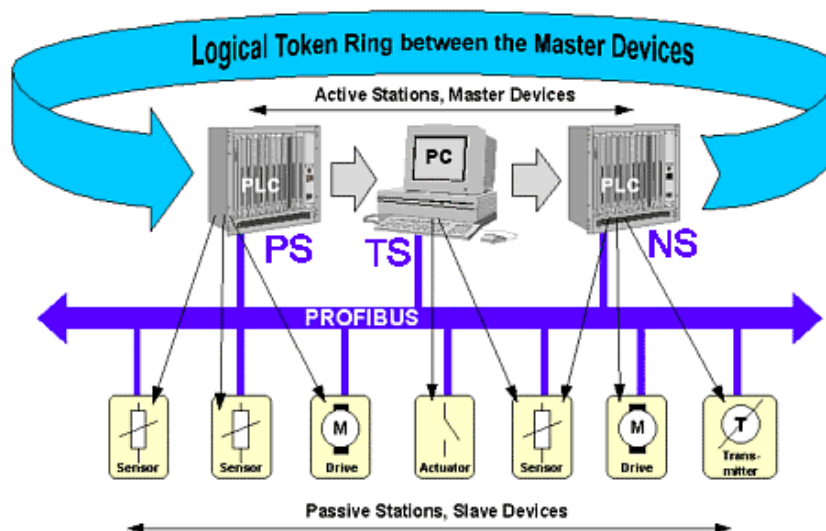 Logical Token Ring between the Master Devices
Active Stations, Master Devices
PLC
PC
PLC
PS
TS
NS
PROFIBUS
M
M
T
Sensor
Sensor
Drive
Actuator
Sensor
Drive
Trans-
mitter
Passive Stations, Slave Devices